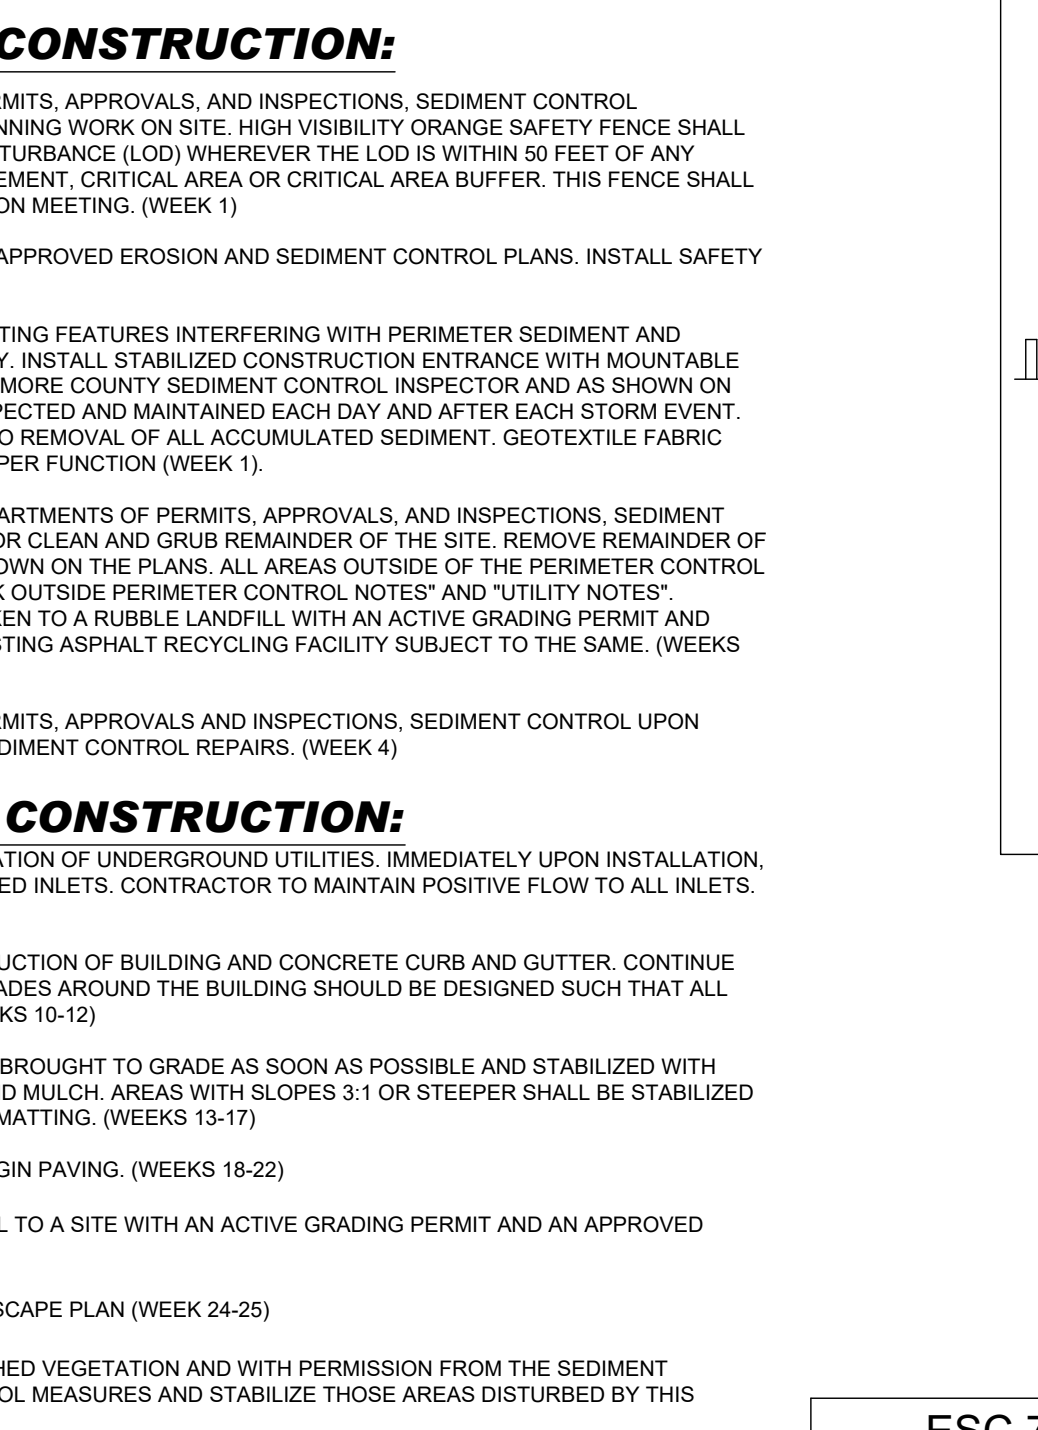 CONSTRUCTION:
RMITS, APPROVALS, AND INSPECTIONS, SEDIMENT CONTROL
NNING WORK ON SITE. HIGH VISIBILITY ORANGE SAFETY FENCE SHALL
TURBANCE (LOD) WHEREVER THE LOD IS WITHIN 50 FEET OF ANY
EMENT, CRITICAL AREA OR CRITICAL AREA BUFFER. THIS FENCE SHALL
ON MEETING. (WEEK 1)
APPROVED EROSION AND SEDIMENT CONTROL PLANS. INSTALL SAFETY
TING FEATURES INTERFERING WITH PERIMETER SEDIMENT AND
Y. INSTALL STABILIZED CONSTRUCTION ENTRANCE WITH MOUNTABLE
MORE COUNTY SEDIMENT CONTROL INSPECTOR AND AS SHOWN ON
PECTED AND MAINTAINED EACH DAY AND AFTER EACH STORM EVENT.
O REMOVAL OF ALL ACCUMULATED SEDIMENT. GEOTEXTILE FABRIC
PER FUNCTION (WEEK 1).
ARTMENTS OF PERMITS, APPROVALS, AND INSPECTIONS, SEDIMENT
OR CLEAN AND GRUB REMAINDER OF THE SITE. REMOVE REMAINDER OF
OWN ON THE PLANS. ALL AREAS OUTSIDE OF THE PERIMETER CONTROL
K OUTSIDE PERIMETER CONTROL NOTES" AND "UTILITY NOTES".
KEN TO A RUBBLE LANDFILL WITH AN ACTIVE GRADING PERMIT AND
STING ASPHALT RECYCLING FACILITY SUBJECT TO THE SAME. (WEEKS
RMITS, APPROVALS AND INSPECTIONS, SEDIMENT CONTROL UPON
DIMENT CONTROL REPAIRS. (WEEK 4)
CONSTRUCTION:
ATION OF UNDERGROUND UTILITIES. IMMEDIATELY UPON INSTALLATION,
ED INLETS. CONTRACTOR TO MAINTAIN POSITIVE FLOW TO ALL INLETS.
UCTION OF BUILDING AND CONCRETE CURB AND GUTTER. CONTINUE
ADES AROUND THE BUILDING SHOULD BE DESIGNED SUCH THAT ALL
KS 10-12)
BROUGHT TO GRADE AS SOON AS POSSIBLE AND STABILIZED WITH
ND MULCH. AREAS WITH SLOPES 3:1 OR STEEPER SHALL BE STABILIZED
MATTING. (WEEKS 13-17)
GIN PAVING. (WEEKS 18-22)
L TO A SITE WITH AN ACTIVE GRADING PERMIT AND AN APPROVED
SCAPE PLAN (WEEK 24-25)
HED VEGETATION AND WITH PERMISSION FROM THE SEDIMENT
OL MEASURES AND STABILIZE THOSE AREAS DISTURBED BY THIS
ESC 7